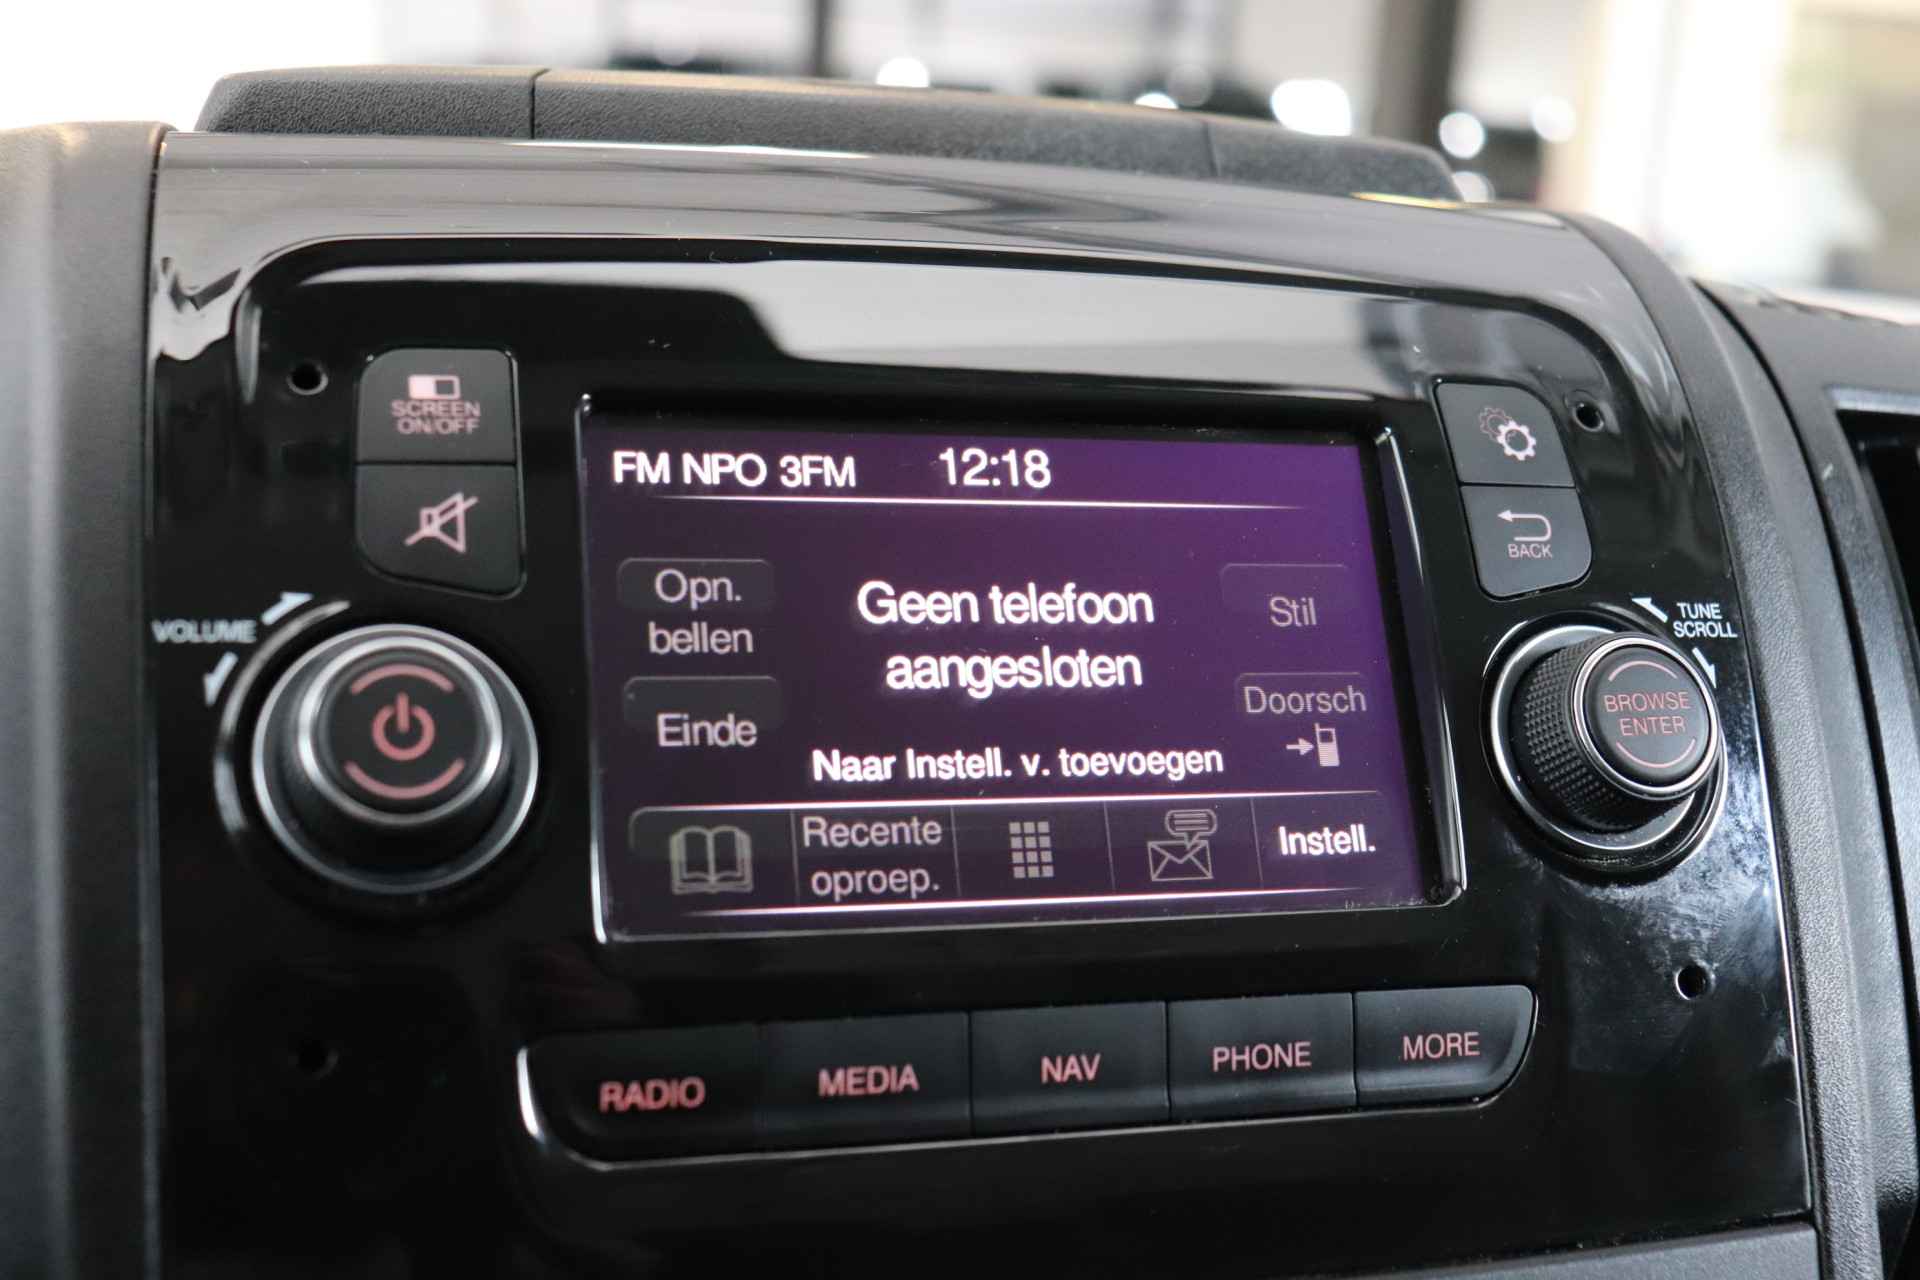 SCREEN
ON/OFF
VOLUME
FM NPO 3FM 12:18
Opn.
bellen
Geen telefoon
aangesloten
Stil
Einde
Doorsch
Naar Instell. v. toevoegen
Recente
oproep.
Instell.
BACK
TUNE
SCROLL
BROWSE
ENTER
RADIO MEDIA NAV PHONE MORE